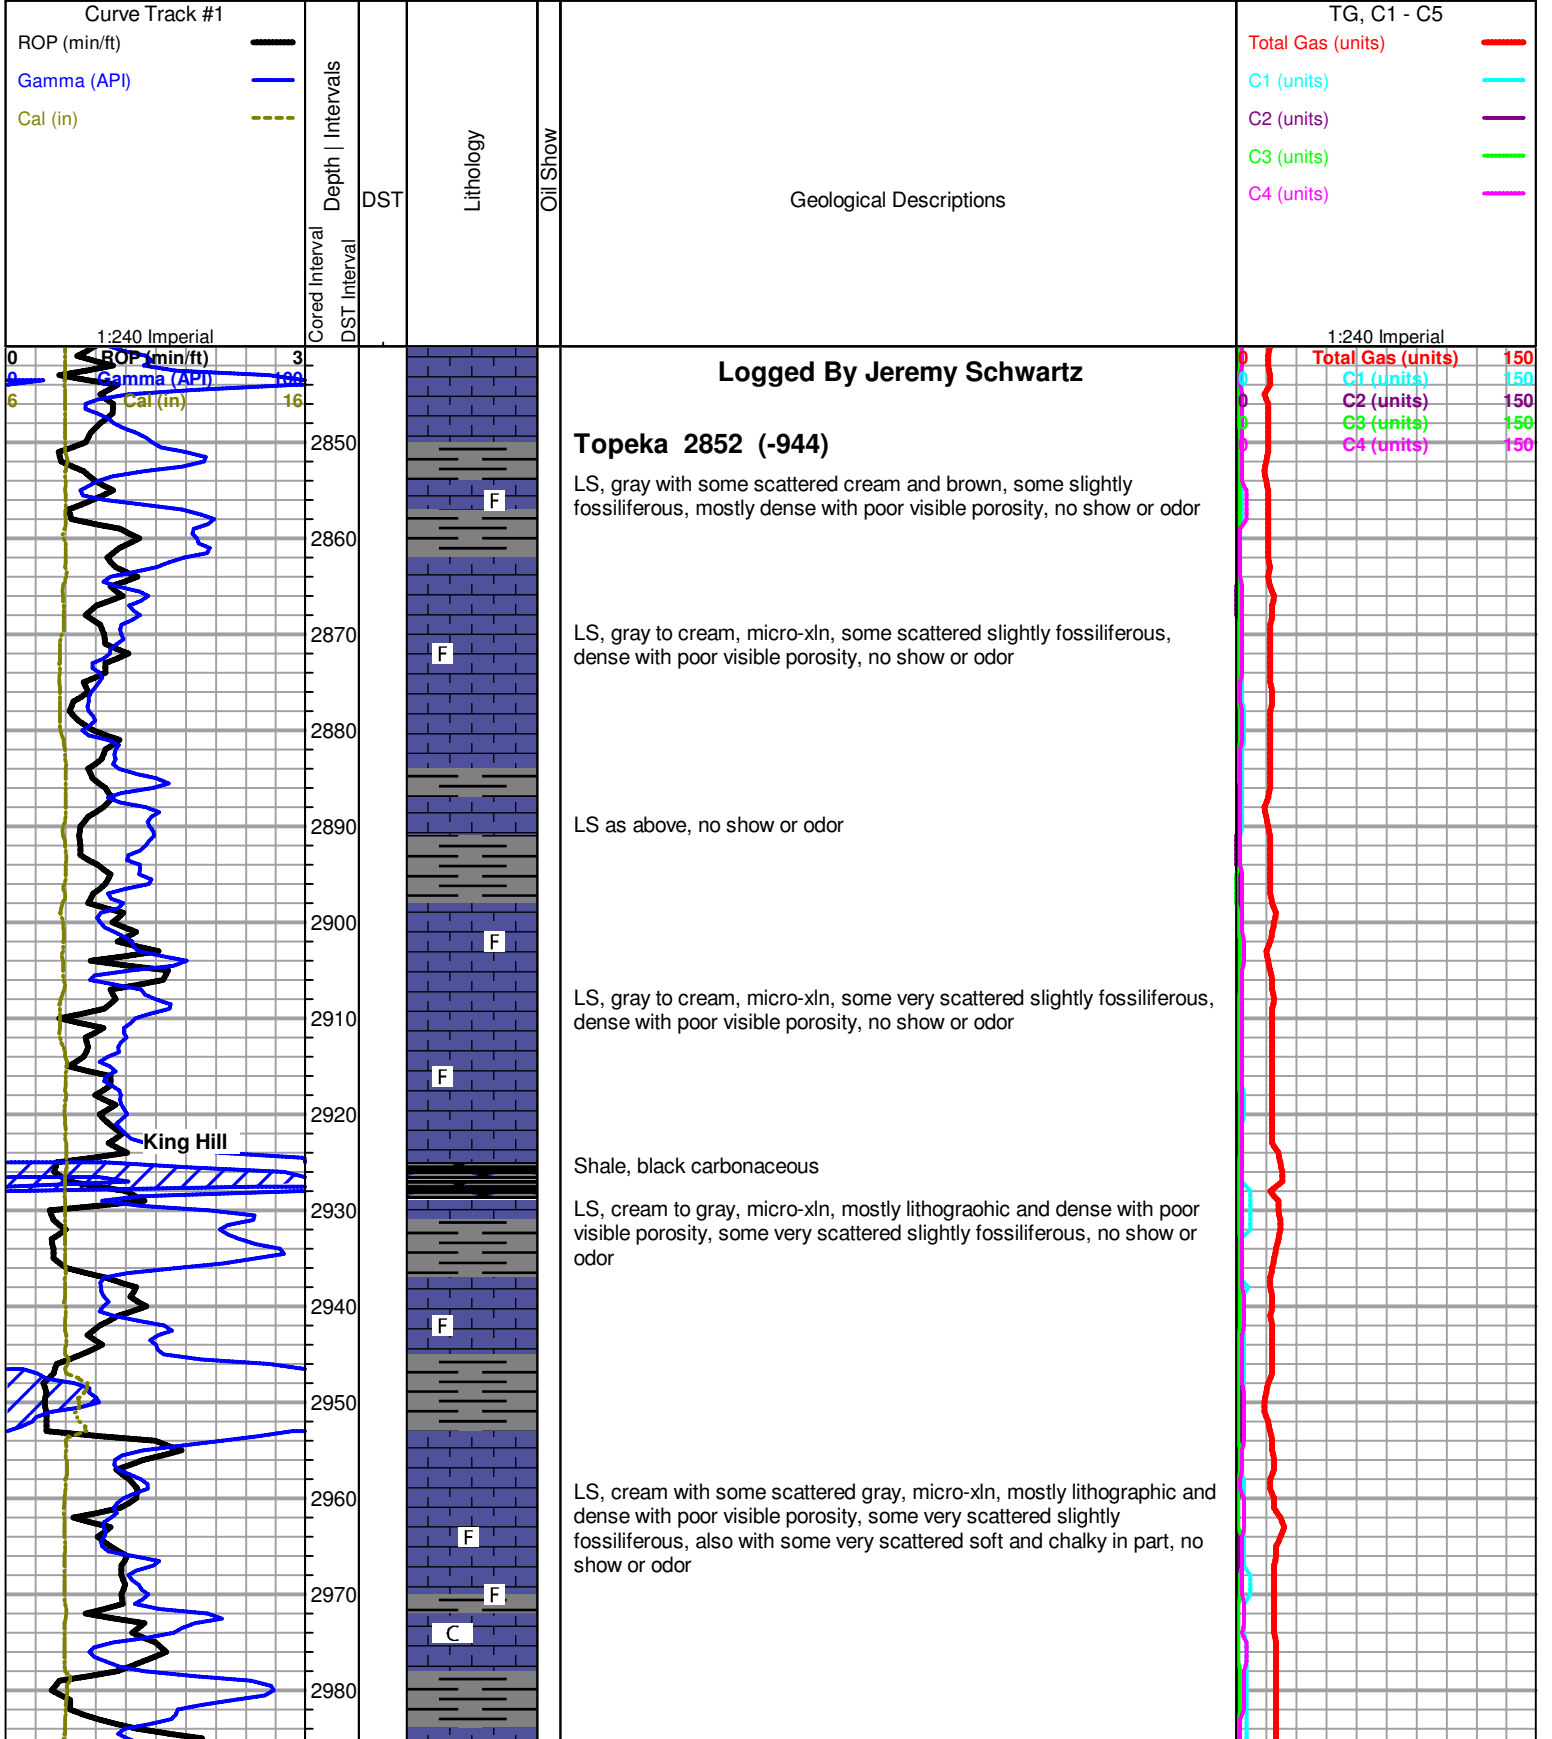 Curve Track #1
ROP (min/ft)
Gamma (API)
Cal (in)
1:240 Imperial
Depth | Intervals
Cored Interval
DST Interval
DST
Lithology
Oil Show
Geological Descriptions
TG, C1 - C5
Total Gas (units)
C1 (units)
C2 (units)
C3 (units)
C4 (units)
1:240 Imperial
0 ROP (min/ft) 3
0 Gamma (API) 100
6 Cal (in) 16
0 Total Gas (units) 150
0 C1 (units) 150
0 C2 (units) 150
0 C3 (units) 150
0 C4 (units) 150
Logged By Jeremy Schwartz
2850
Topeka 2852 (-944)
LS, gray with some scattered cream and brown, some slightly
fossiliferous, mostly dense with poor visible porosity, no show or odor
F
2860
2870
LS, gray to cream, micro-xln, some scattered slightly fossiliferous,
dense with poor visible porosity, no show or odor
F
2880
2890
LS as above, no show or odor
2900
F
2910
LS, gray to cream, micro-xln, some very scattered slightly fossiliferous,
dense with poor visible porosity, no show or odor
F
2920
King Hill
Shale, black carbonaceous
2930
LS, cream to gray, micro-xln, mostly lithograohic and dense with poor
visible porosity, some very scattered slightly fossiliferous, no show or
odor
2940
F
2950
2960
LS, cream with some scattered gray, micro-xln, mostly lithographic and
dense with poor visible porosity, some very scattered slightly
fossiliferous, also with some very scattered soft and chalky in part, no
show or odor
F
2970
F
C
2980